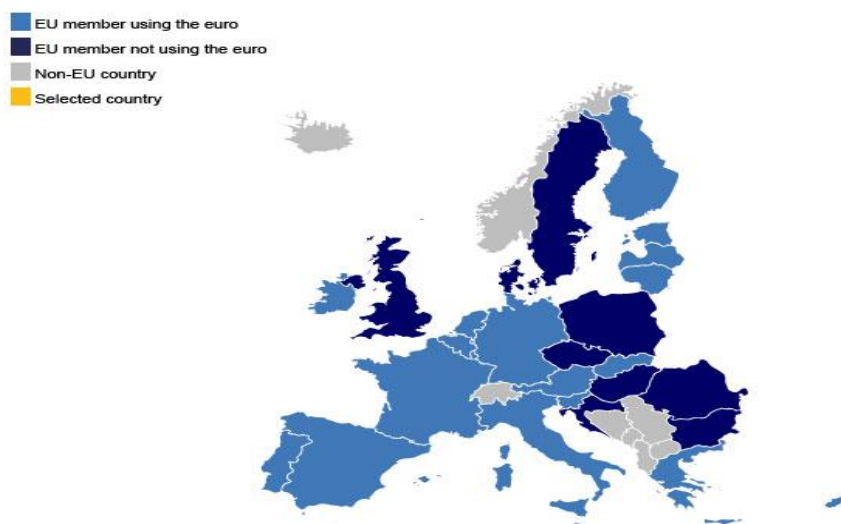 EU member using the euro
EU member not using the euro
Non-EU country
Selected country